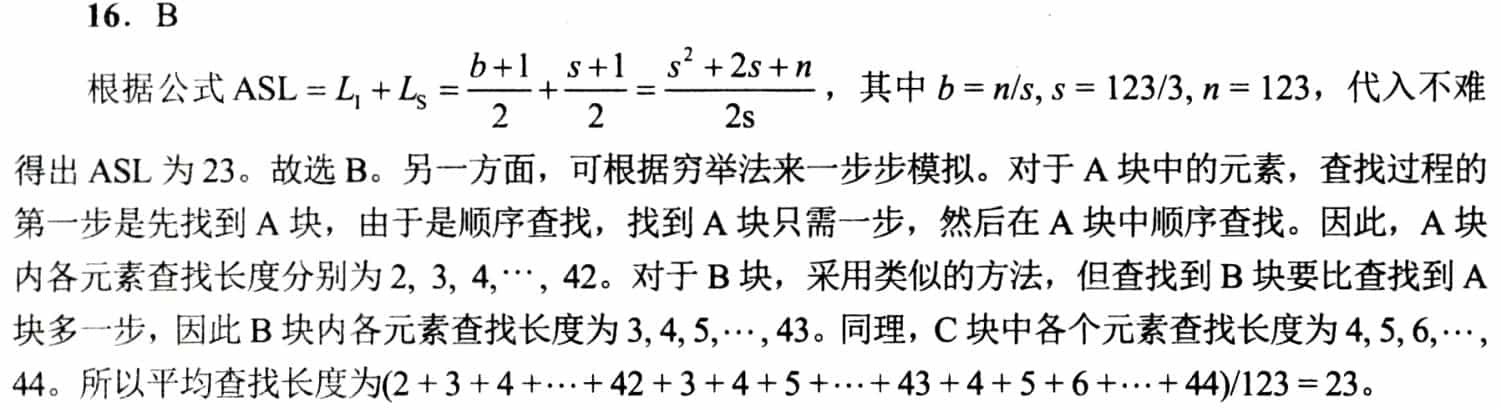 16. B
根据公式 ASL = L_I + L_S = \frac{b+1}{2} + \frac{s+1}{2} = \frac{s^2+2s+n}{2s}，其中 b = n/s, s = 123/3, n = 123，代入不难
得出 ASL 为 23。故选 B。另一方面，可根据穷举法来一步步模拟。对于 A 块中的元素，查找过程的
第一步是先找到 A 块，由于是顺序查找，找到 A 块只需一步，然后在 A 块中顺序查找。因此，A 块
内各元素查找长度分别为 2, 3, 4,⋯, 42。对于 B 块，采用类似的方法，但查找到 B 块要比查找到 A
块多一步，因此 B 块内各元素查找长度为 3, 4, 5,⋯, 43。同理，C 块中各个元素查找长度为 4, 5, 6,⋯,
44。所以平均查找长度为(2 + 3 + 4 +⋯+ 42 + 3 + 4 + 5 +⋯+ 43 + 4 + 5 + 6 +⋯+ 44)/123 = 23。